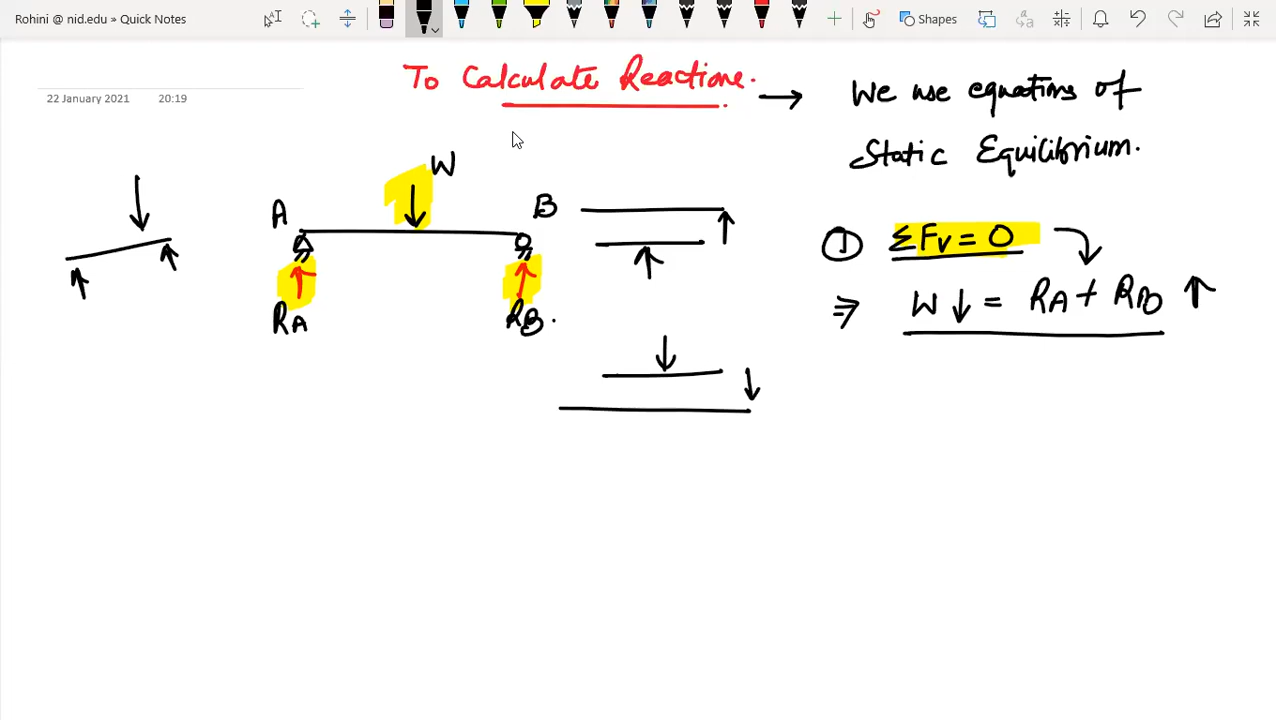 Rohini @ nid.edu » Quick Notes
Shapes
22 January 2021 20:19
To Calculate Reactions.
→ We use equations of
Static Equilibrium.
W
A
B
① ΣFv = 0
⇒ W ↓ = RA + RB ↑
RA
RB.